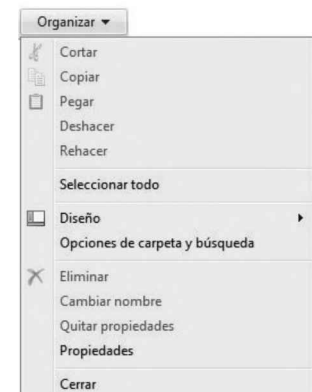 Organizar
Cortar
Copiar
Pegar
Deshacer
Rehacer
Seleccionar todo
Diseño
Opciones de carpeta y búsqueda
Eliminar
Cambiar nombre
Quitar propiedades
Propiedades
Cerrar